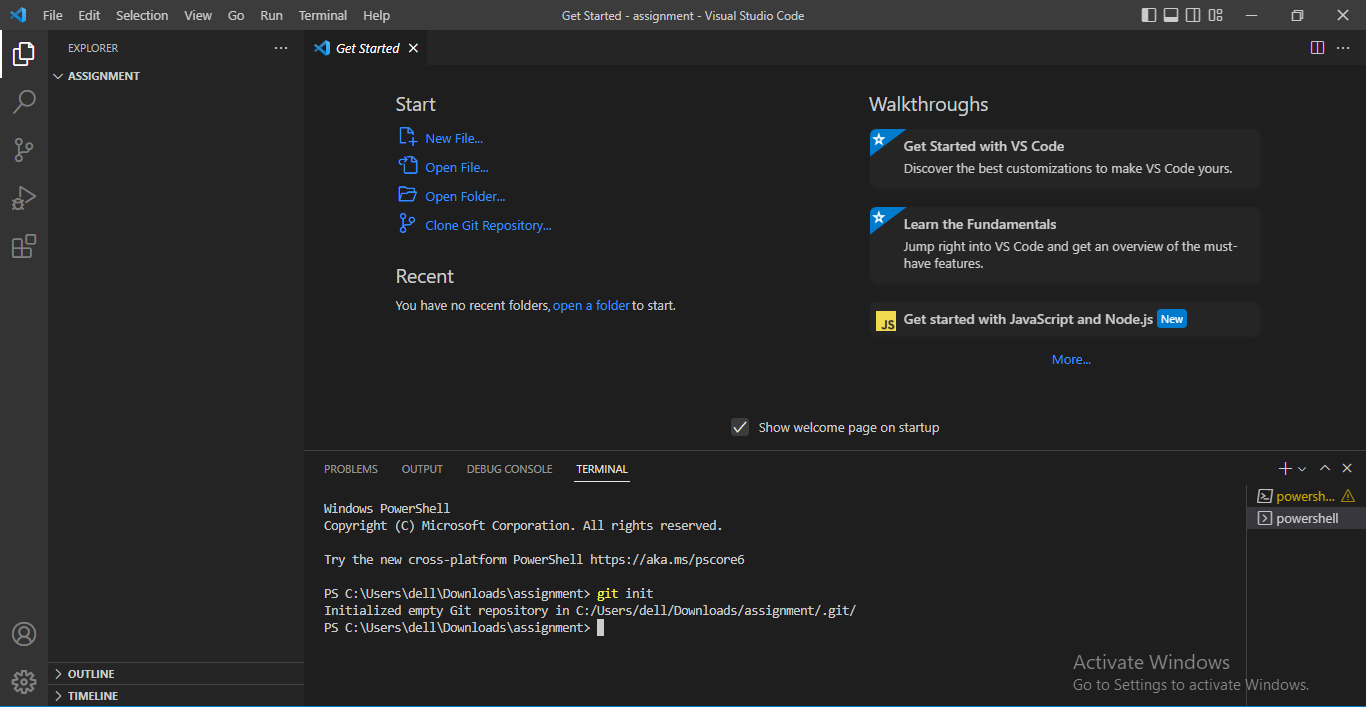 File Edit Selection View Go Run Terminal Help
Get Started - assignment - Visual Studio Code
EXPLORER
ASSIGNMENT
OUTLINE
TIMELINE
Get Started
Start
New File...
Open File...
Open Folder...
Clone Git Repository...
Recent
You have no recent folders, open a folder to start.
Walkthroughs
Get Started with VS Code
Discover the best customizations to make VS Code yours.
Learn the Fundamentals
Jump right into VS Code and get an overview of the must-
have features.
JS Get started with JavaScript and Node.js New
More...
Show welcome page on startup
PROBLEMS OUTPUT DEBUG CONSOLE TERMINAL
Windows PowerShell
Copyright (C) Microsoft Corporation. All rights reserved.
Try the new cross-platform PowerShell https://aka.ms/pscore6
PS C:\Users\dell\Downloads\assignment> git init
Initialized empty Git repository in C:/Users/dell/Downloads/assignment/.git/
PS C:\Users\dell\Downloads\assignment>
powersh...
powershell
Activate Windows
Go to Settings to activate Windows.